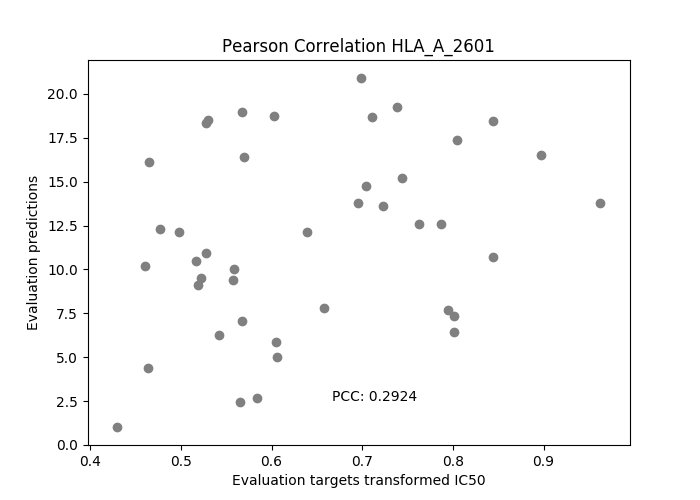 Pearson Correlation HLA_A_2601
20.0
17.5
15.0
12.5
10.0
7.5
5.0
2.5
0.0
Evaluation predictions
PCC: 0.2924
0.4 0.5 0.6 0.7 0.8 0.9
Evaluation targets transformed IC50